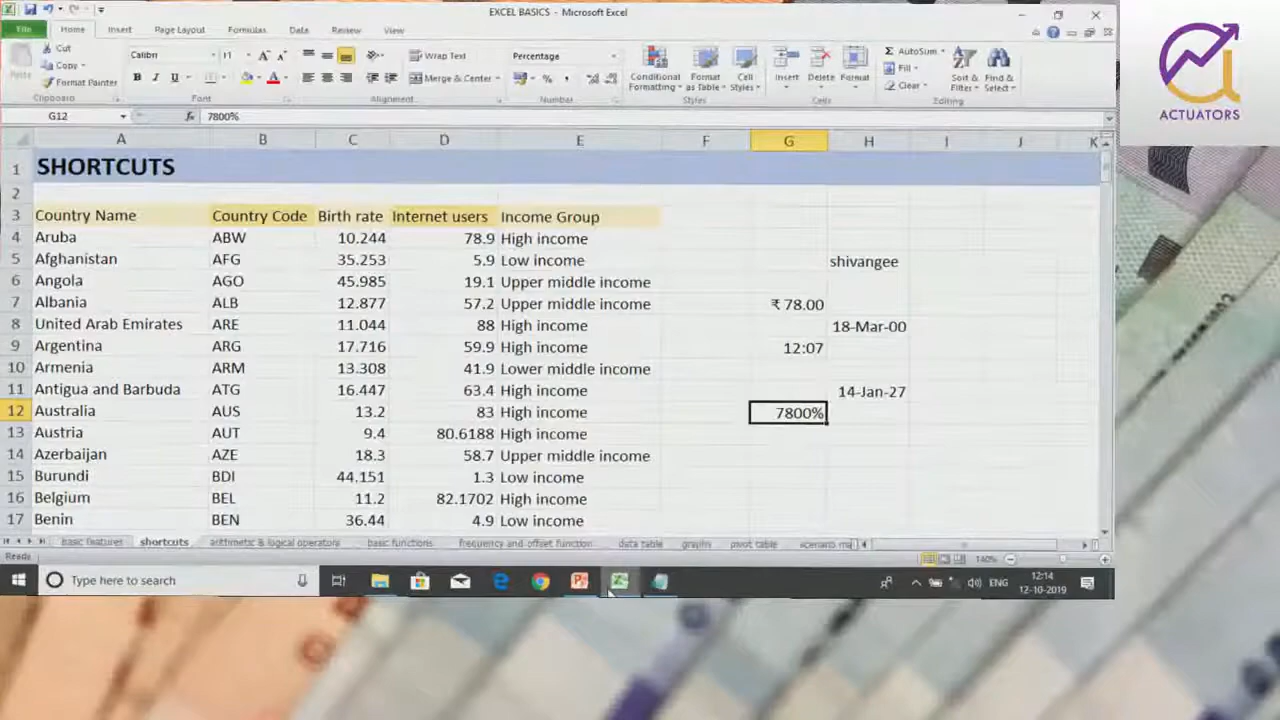 EXCEL BASICS - Microsoft Excel
File Home Insert Page Layout Formulas Data Review View
Cut
Copy
Format Painter
Paste
Clipboard
Calibri 11
B I U A
Font
Wrap Text
Merge & Center
Alignment
Percentage
%
Number
Conditional Formatting
Format as Table
Cell Styles
Styles
Insert Delete Format
Cells
Σ AutoSum
Fill
Clear
Sort & Filter
Find & Select
Editing
ACTUATORS
G12 fx 7800%
A B C D E F G H I J K
1 SHORTCUTS
2
3 Country Name Country Code Birth rate Internet users Income Group
4 Aruba ABW 10.244 78.9 High income
5 Afghanistan AFG 35.253 5.9 Low income shivangee
6 Angola AGO 45.985 19.1 Upper middle income
7 Albania ALB 12.877 57.2 Upper middle income ₹ 78.00
8 United Arab Emirates ARE 11.044 88 High income 18-Mar-00
9 Argentina ARG 17.716 59.9 High income 12:07
10 Armenia ARM 13.308 41.9 Lower middle income
11 Antigua and Barbuda ATG 16.447 63.4 High income 14-Jan-27
12 Australia AUS 13.2 83 High income 7800%
13 Austria AUT 9.4 80.6188 High income
14 Azerbaijan AZE 18.3 58.7 Upper middle income
15 Burundi BDI 44.151 1.3 Low income
16 Belgium BEL 11.2 82.1702 High income
17 Benin BEN 36.44 4.9 Low income
basic features shortcuts arithmetic & logical operators basic functions frequency and offset function data table graphs pivot table scenario ma
Ready 140%
Type here to search
ENG 12:14
12-10-2019